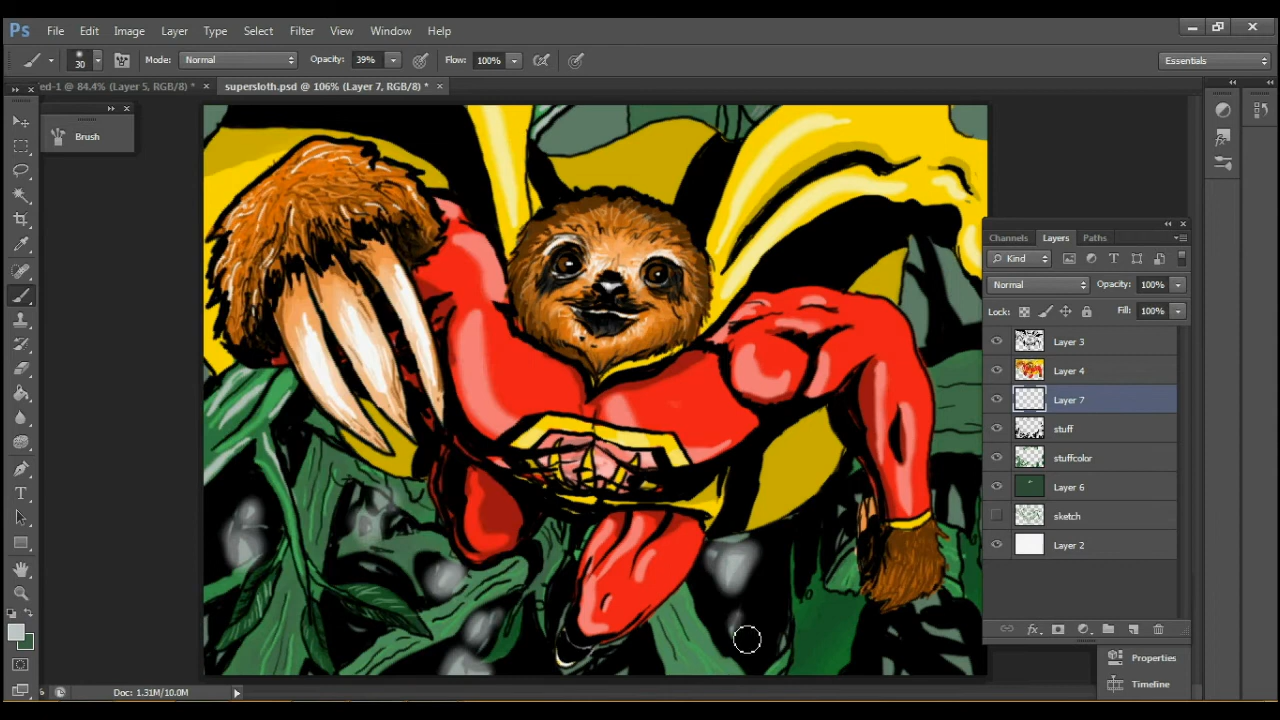 Ps File Edit Image Layer Type Select Filter View Window Help
30 Mode: Normal Opacity: 39% Flow: 100% Essentials
ed-1 @ 84.4% (Layer 5, RGB/8) * × supersloth.psd @ 106% (Layer 7, RGB/8) * ×
Brush
Channels Layers Paths
Kind
Normal Opacity: 100%
Lock: Fill: 100%
Layer 3
Layer 4
Layer 7
stuff
stuffcolor
Layer 6
sketch
Layer 2
fx
Properties
Timeline
% Doc: 1.31M/10.0M